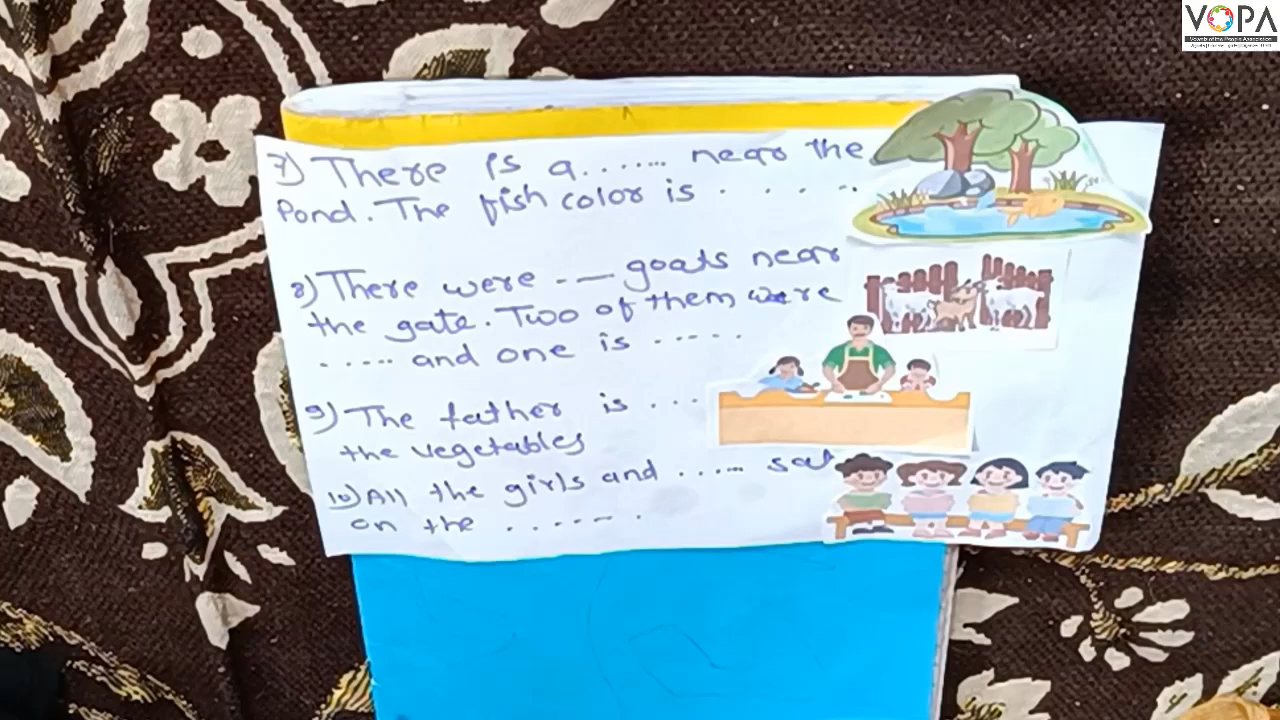 VOPA
7) There is a...... near the
Pond. The fish color is . . . . ..
8) There were -- — goats near
the gate. Two of them were
...... and one is ......
9) The father is ...
the vegetables
10) All the girls and ...... sat
on the ...... .